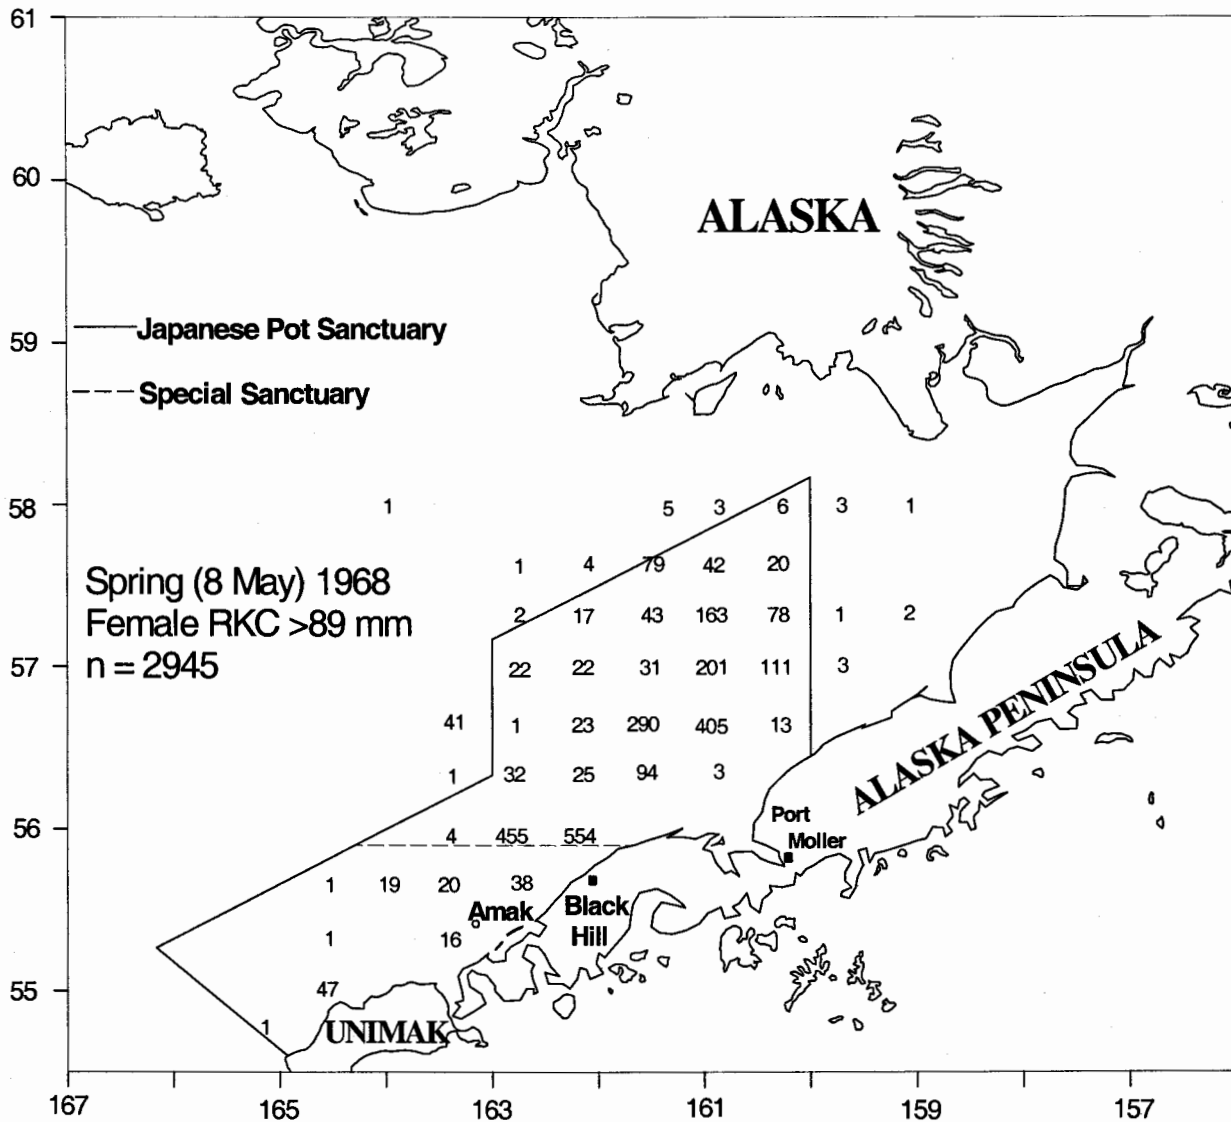 61
60
ALASKA
59
Japanese Pot Sanctuary
Special Sanctuary
58
1 5 3 6 3 1
1 4 79 42 20
Spring (8 May) 1968
Female RKC >89 mm
n = 2945
2 17 43 163 78 1 2
57
22 22 31 201 111 3
41 1 23 290 405 13
1 32 25 94 3
ALASKA PENINSULA
Port
Moller
56
4 455 554
1 19 20 38
Amak
Black
Hill
1 16
55
47
1
UNIMAK
167 165 163 161 159 157